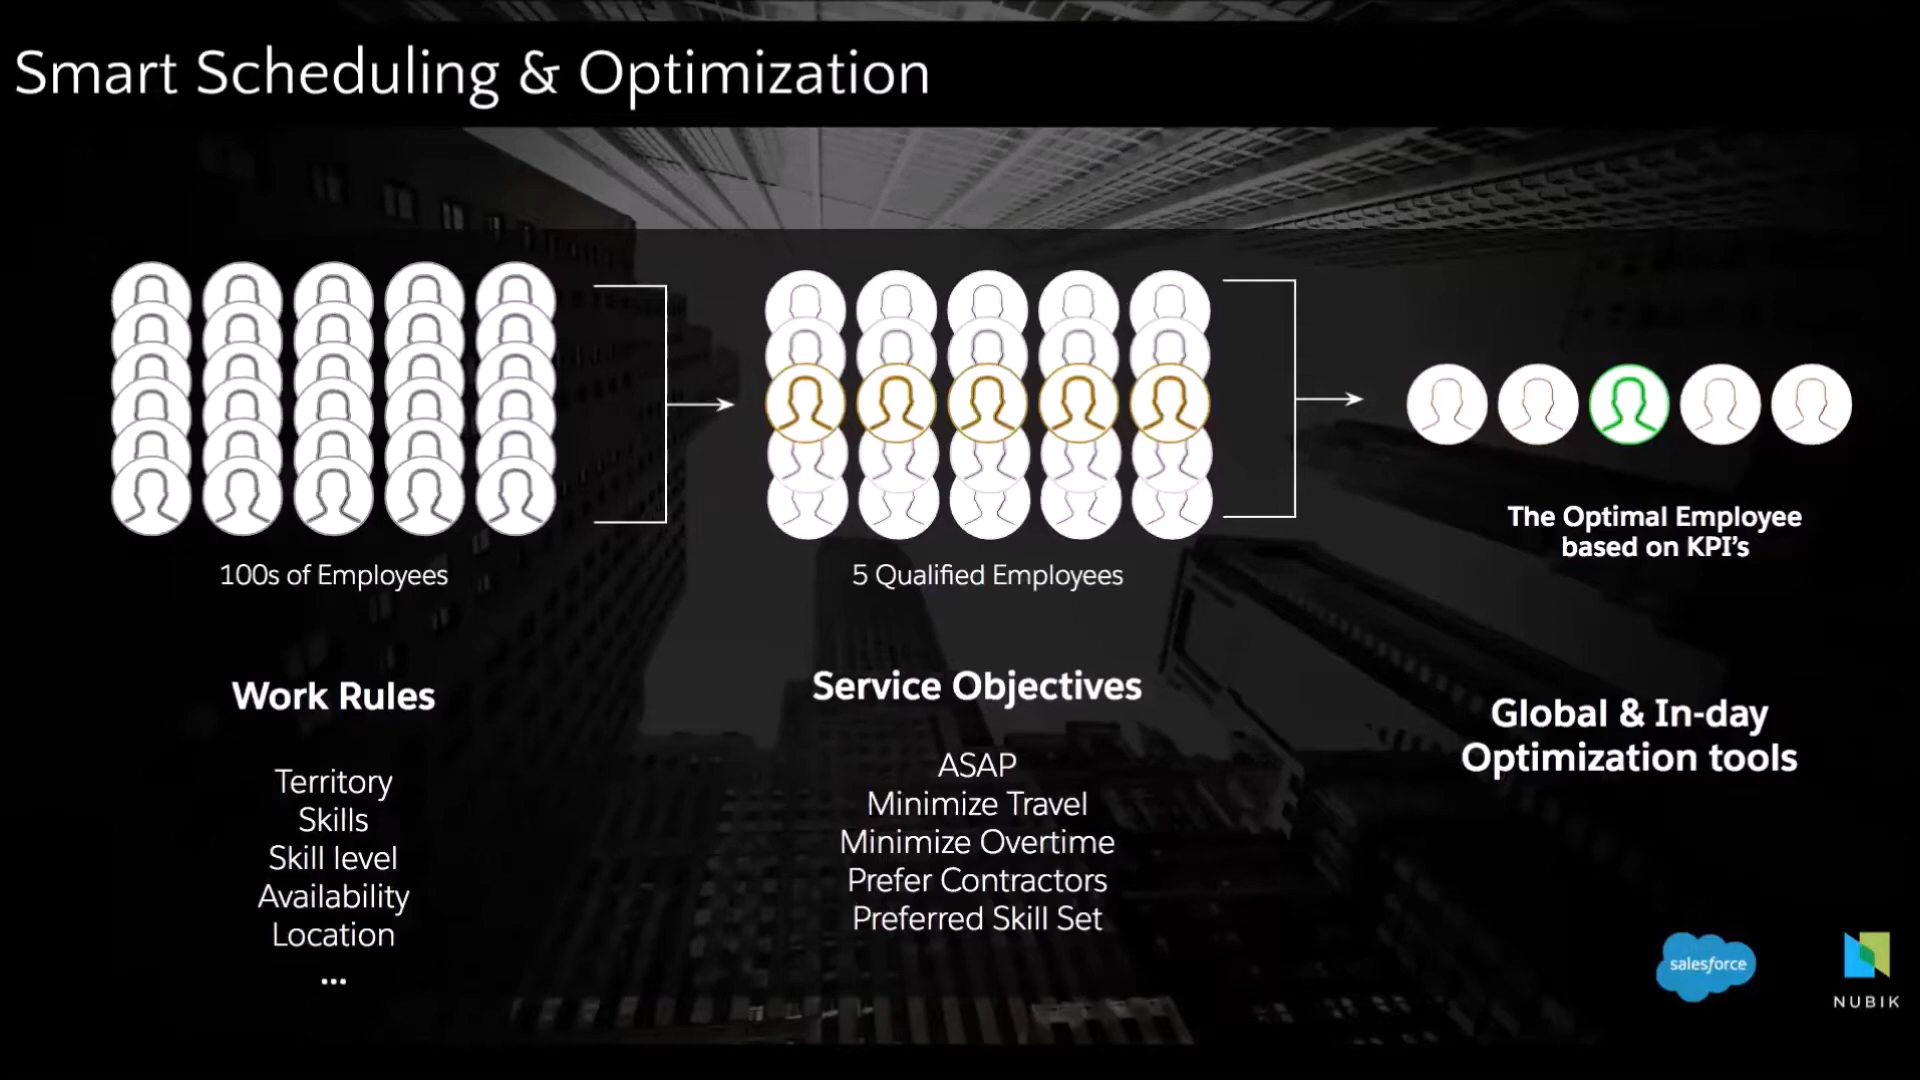 Smart Scheduling & Optimization
100s of Employees
5 Qualified Employees
The Optimal Employee
based on KPI's
Work Rules
Territory
Skills
Skill level
Availability
Location
...
Service Objectives
ASAP
Minimize Travel
Minimize Overtime
Prefer Contractors
Preferred Skill Set
Global & In-day
Optimization tools
salesforce
NUBIK